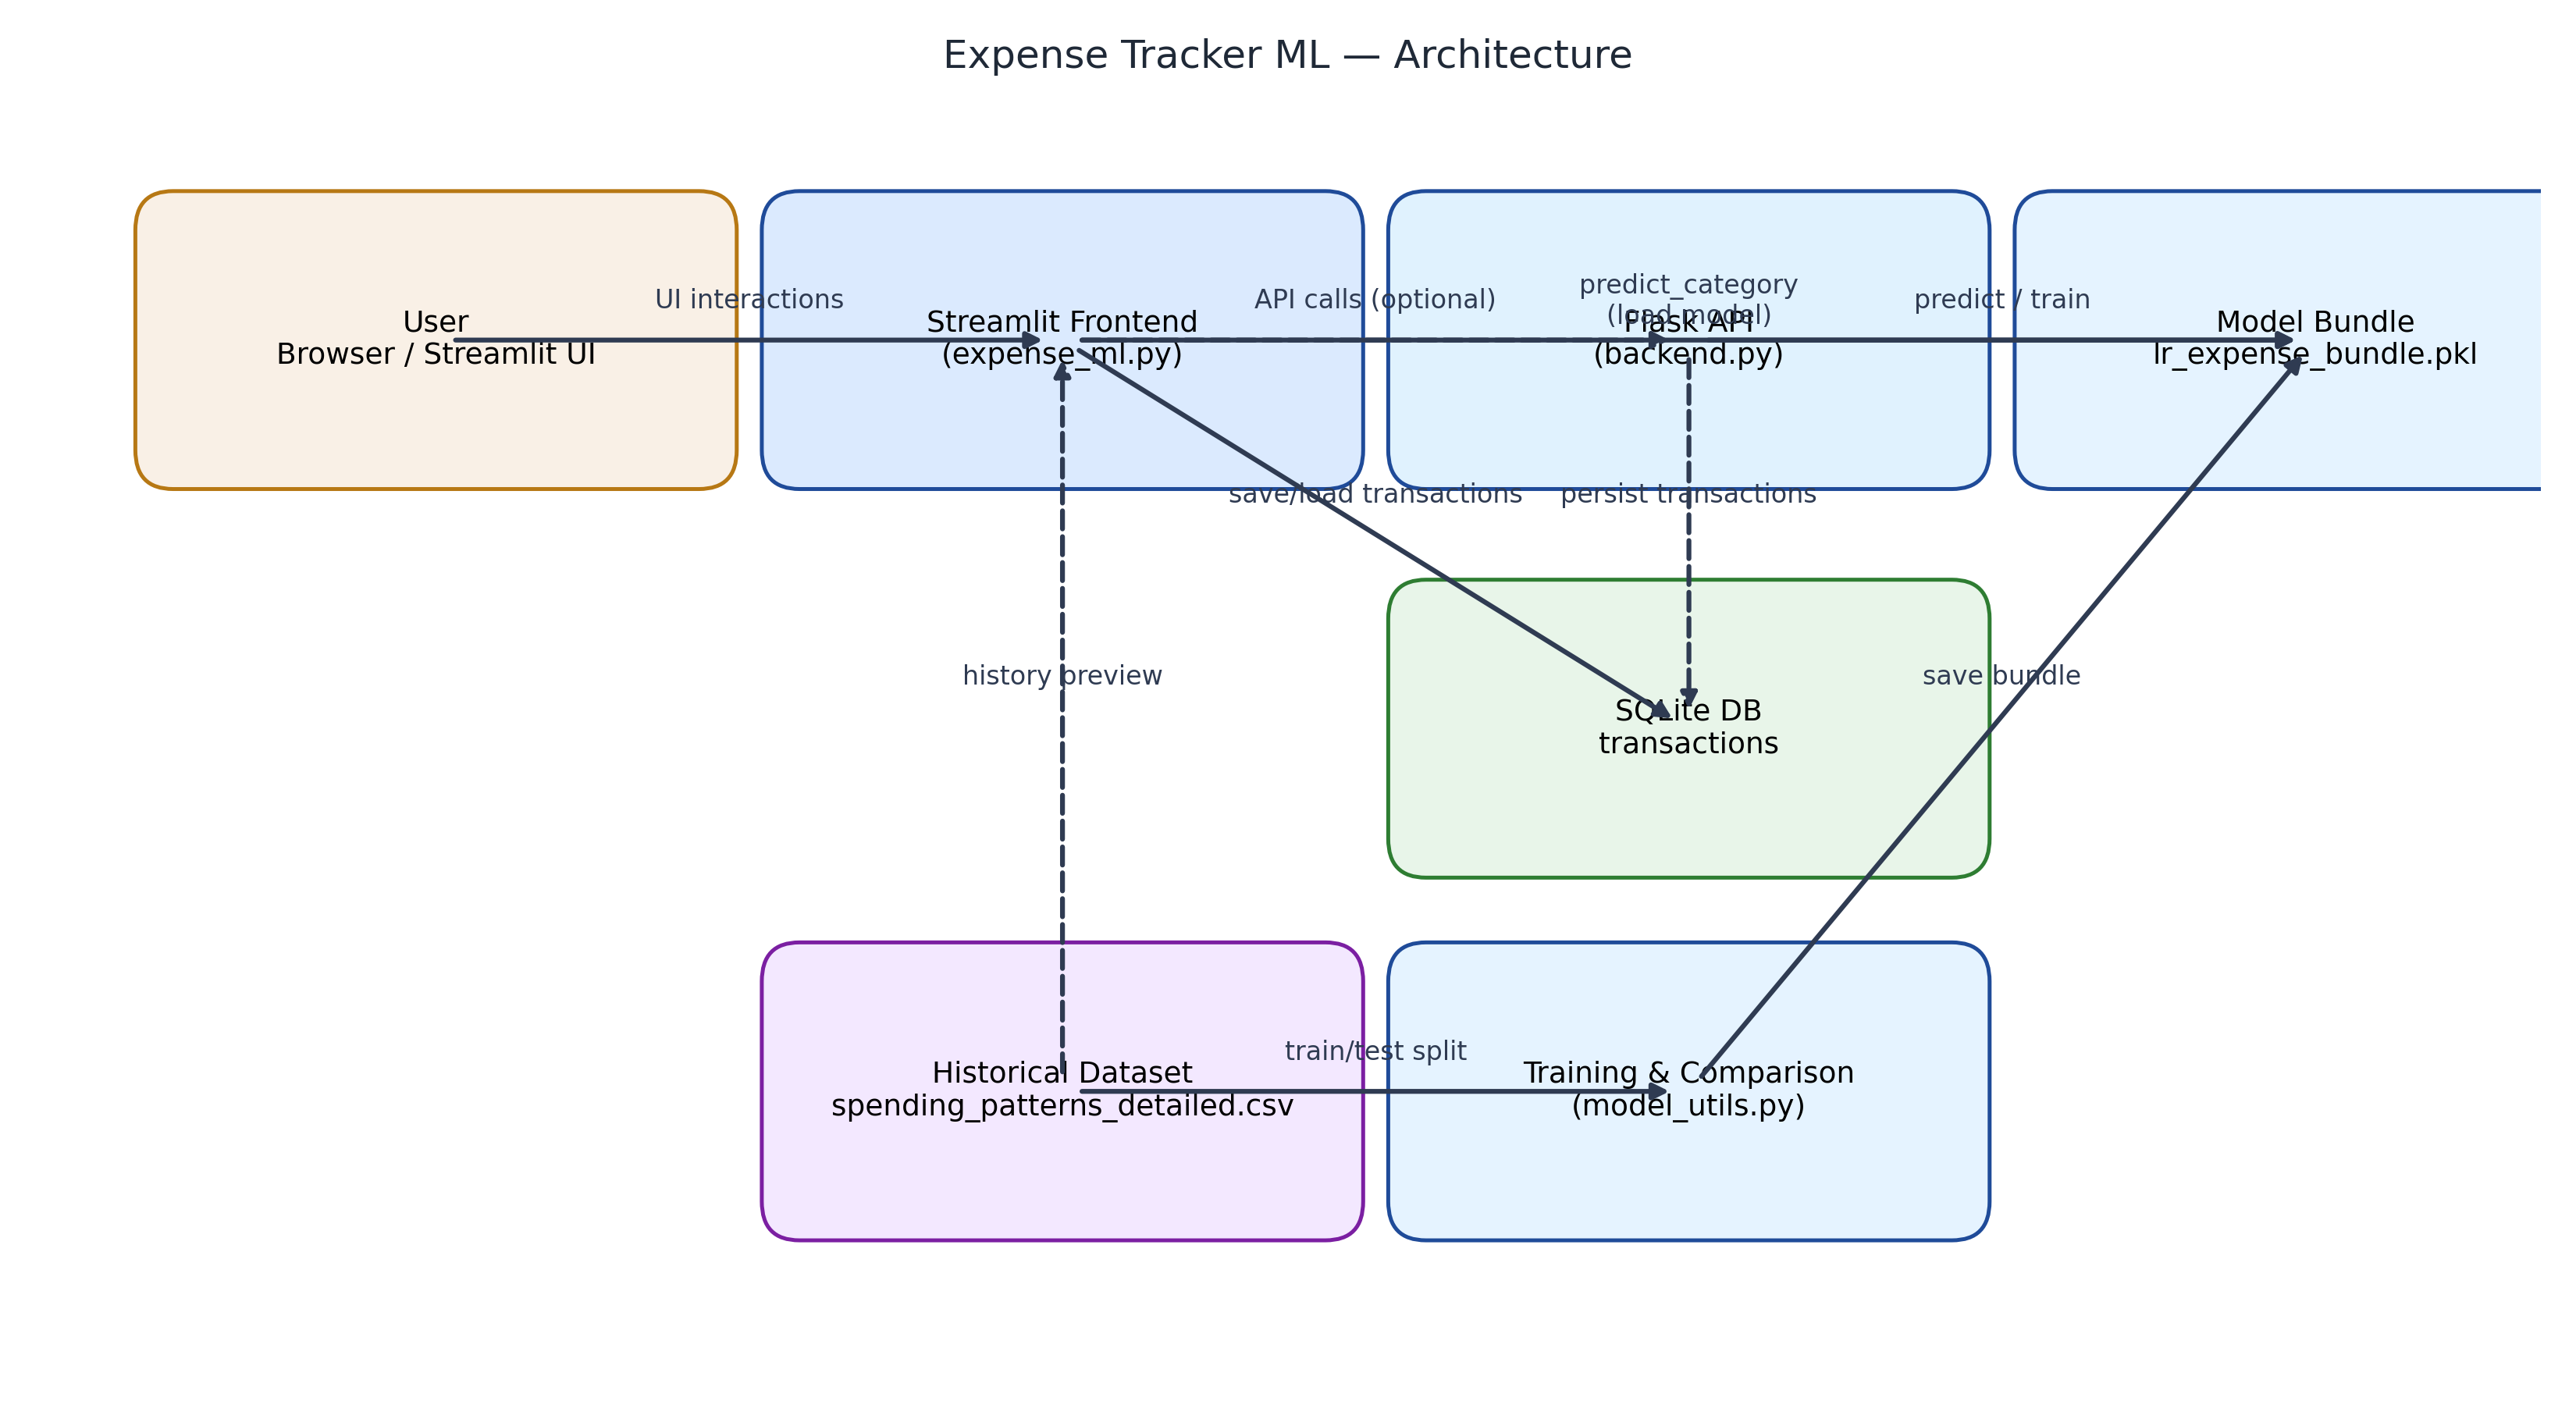 Expense Tracker ML — Architecture
User
Browser / Streamlit UI
UI interactions
Streamlit Frontend
(expense_ml.py)
API calls (optional)
predict_category
(load model)
Flask API
(backend.py)
predict / train
Model Bundle
lr_expense_bundle.pkl
save/load transactions
persist transactions
history preview
SQLite DB
transactions
save bundle
Historical Dataset
spending_patterns_detailed.csv
train/test split
Training & Comparison
(model_utils.py)